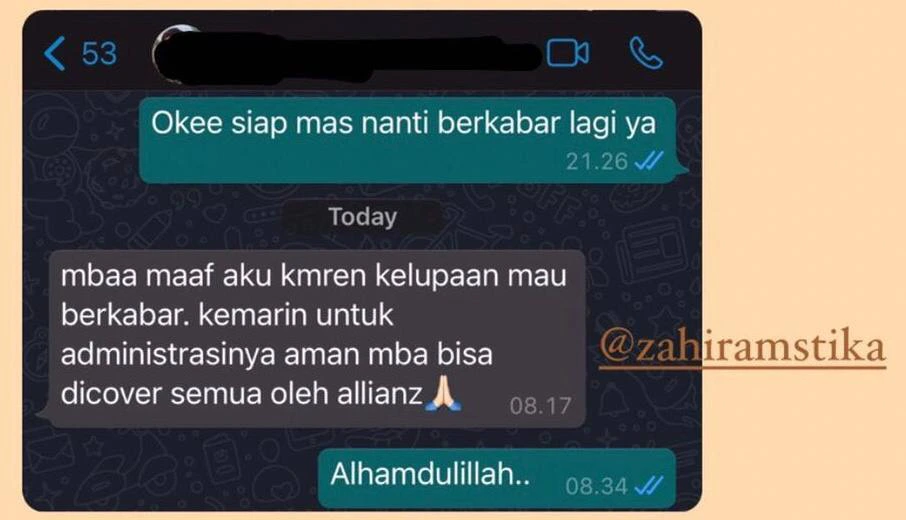 53
Okee siap mas nanti berkabar lagi ya
21.26
Today
mbaa maaf aku kmren kelupaan mau
berkabar. kemarin untuk
administrasinya aman mba bisa
dicover semua oleh allianz🙏🏻
08.17
@zahiramstika
Alhamdulillah..
08.34